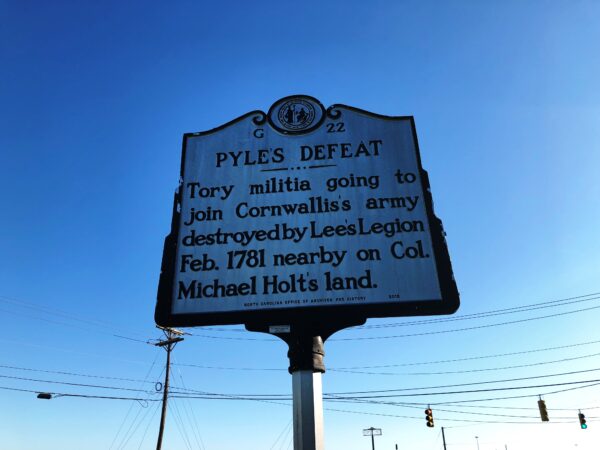 G 22
PYLE'S DEFEAT
Tory militia going to
join Cornwallis's army
destroyed by Lee's Legion
Feb. 1781 nearby on Col.
Michael Holt's land.
NORTH CAROLINA OFFICE OF ARCHIVES AND HISTORY